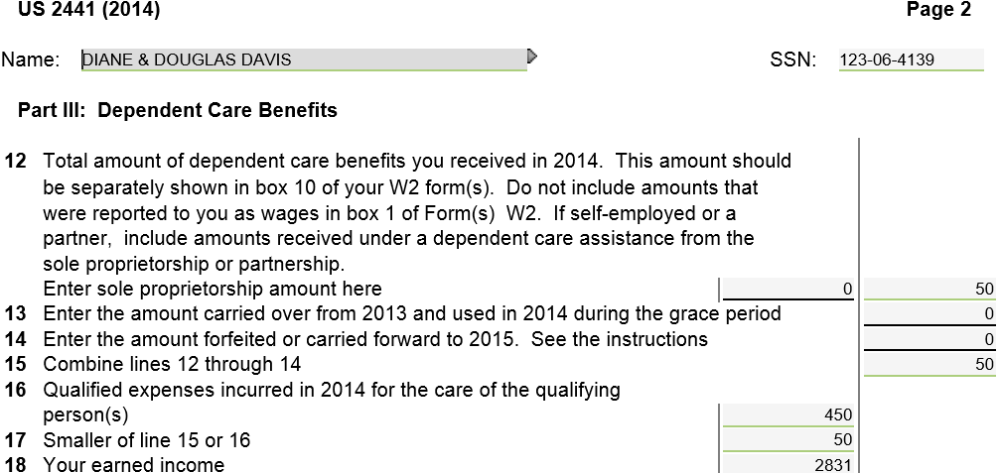 US 2441 (2014) Page 2
Name: DIANE & DOUGLAS DAVIS SSN: 123-06-4139
Part III: Dependent Care Benefits
12 Total amount of dependent care benefits you received in 2014. This amount should
be separately shown in box 10 of your W2 form(s). Do not include amounts that
were reported to you as wages in box 1 of Form(s) W2. If self-employed or a
partner, include amounts received under a dependent care assistance from the
sole proprietorship or partnership.
Enter sole proprietorship amount here 0 50
13 Enter the amount carried over from 2013 and used in 2014 during the grace period 0
14 Enter the amount forfeited or carried forward to 2015. See the instructions 0
15 Combine lines 12 through 14 50
16 Qualified expenses incurred in 2014 for the care of the qualifying
person(s) 450
17 Smaller of line 15 or 16 50
18 Your earned income 2831